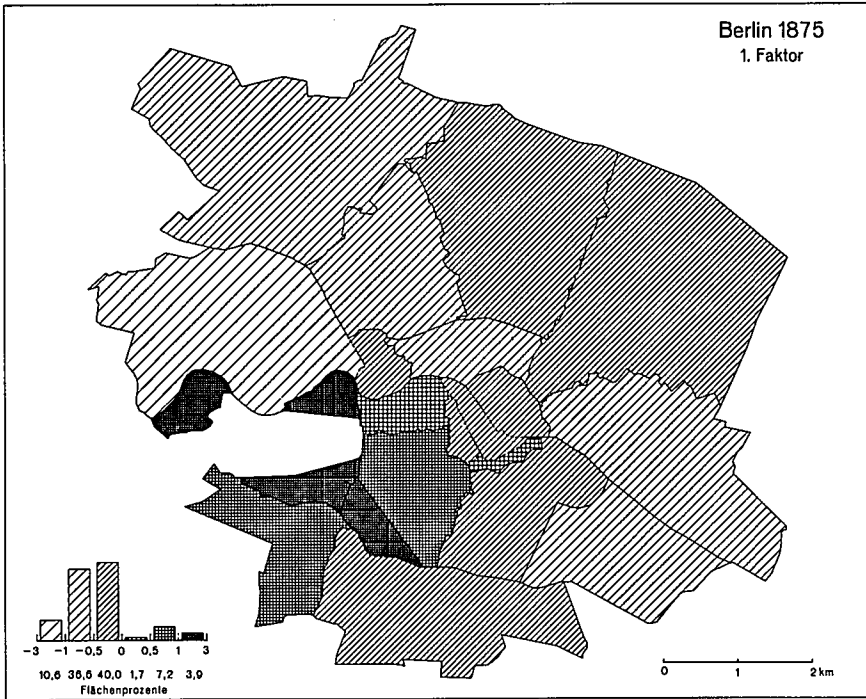 Berlin 1875
1. Faktor
-3 -1 -0,5 0 0,5 1 3
10,6 36,6 40,0 1,7 7,2 3,9
Flächenprozente
0 1 2 km